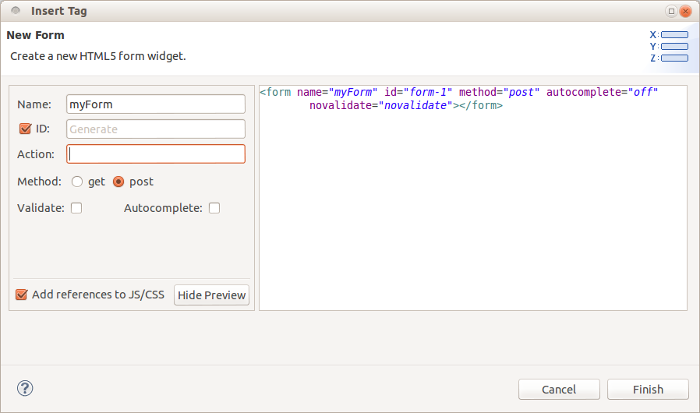 Insert Tag
New Form
Create a new HTML5 form widget.
X:
Y:
Z:
Name: myForm
ID: Generate
Action:
Method: get post
Validate: Autocomplete:
Add references to JS/CSS Hide Preview
<form name="myForm" id="form-1" method="post" autocomplete="off"
novalidate="novalidate"></form>
?
Cancel Finish